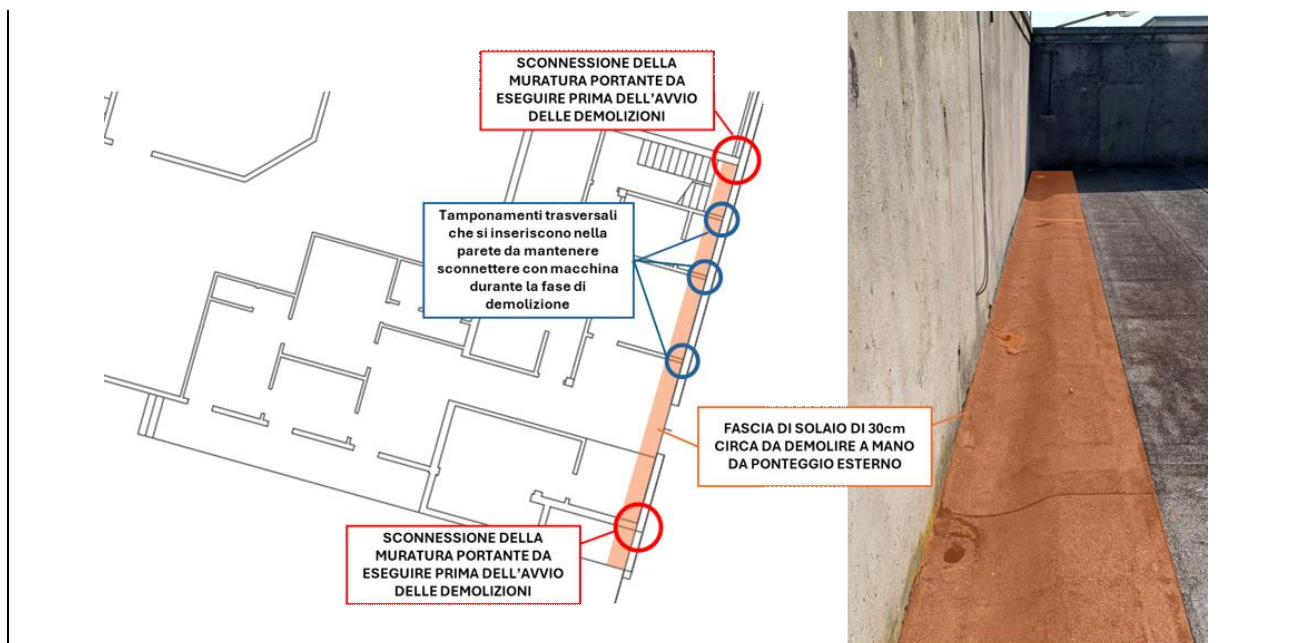 SCONNESSIONE DELLA
MURATURA PORTANTE DA
ESEGUIRE PRIMA DELL’AVVIO
DELLE DEMOLIZIONI
Tamponamenti trasversali
che si inseriscono nella
parete da mantenere
sconnettere con macchina
durante la fase di
demolizione
FASCIA DI SOLAIO DI 30cm
CIRCA DA DEMOLIRE A MANO
DA PONTEGGIO ESTERNO
SCONNESSIONE DELLA
MURATURA PORTANTE DA
ESEGUIRE PRIMA DELL’AVVIO
DELLE DEMOLIZIONI